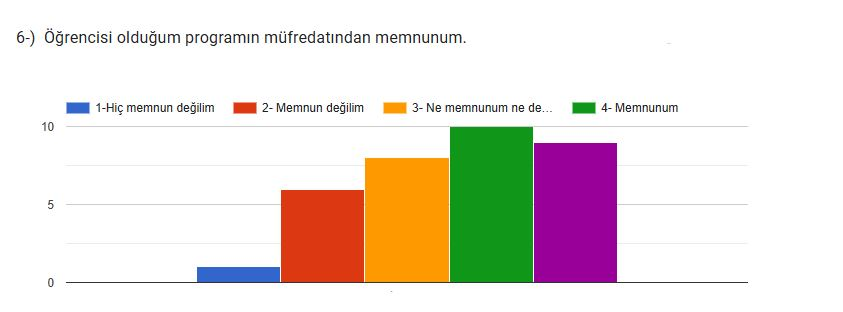 6-) Öğrencisi olduğum programın müfredatından memnunum.
1-Hiç memnun değilim 2- Memnun değilim 3- Ne memnunum ne de... 4- Memnunum
10
5
0